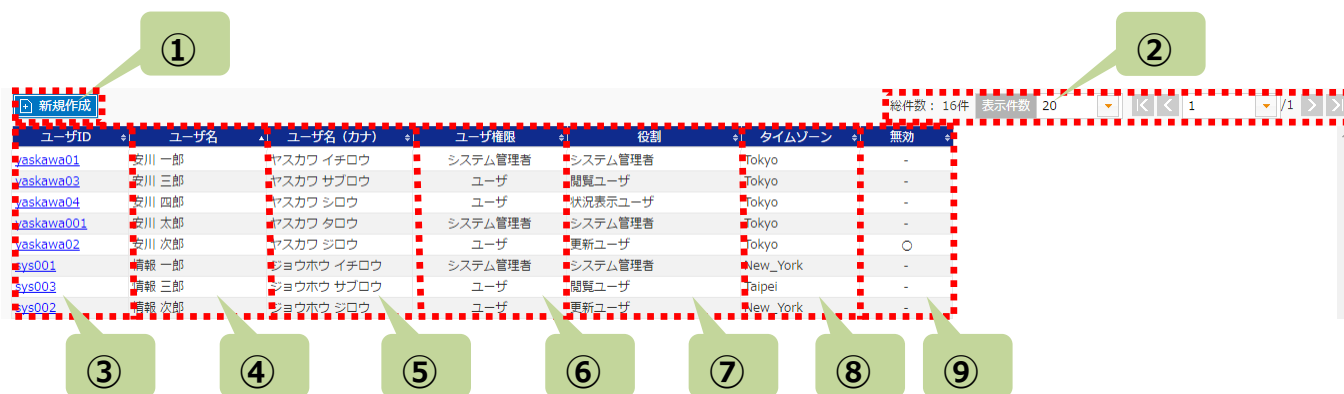 ① ②
新規作成 総件数： 16件 表示件数 20 1 /1
ユーザID ユーザ名 ユーザ名（カナ） ユーザ権限 役割 タイムゾーン 無効
yaskawa01 安川 一郎 ヤスカワ イチロウ システム管理者 システム管理者 Tokyo -
yaskawa03 安川 三郎 ヤスカワ サブロウ ユーザ 閲覧ユーザ Tokyo -
yaskawa04 安川 四郎 ヤスカワ シロウ ユーザ 状況表示ユーザ Tokyo -
yaskawa001 安川 太郎 ヤスカワ タロウ システム管理者 システム管理者 Tokyo -
yaskawa02 安川 次郎 ヤスカワ ジロウ ユーザ 更新ユーザ Tokyo ○
sys001 情報 一郎 ジョウホウ イチロウ システム管理者 システム管理者 New_York -
sys003 情報 三郎 ジョウホウ サブロウ ユーザ 閲覧ユーザ Taipei -
sys002 情報 次郎 ジョウホウ ジロウ ユーザ 更新ユーザ New_York -
③ ④ ⑤ ⑥ ⑦ ⑧ ⑨